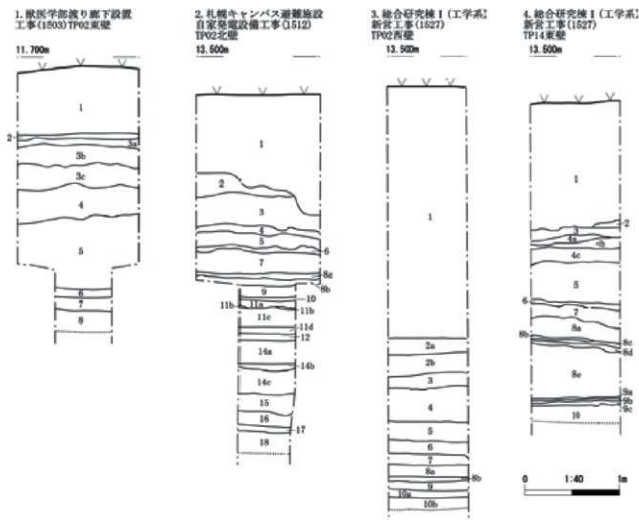 1. 獣医学部渡り廊下設置
工事(1503)TP02東壁
11.700m
1
2
3a
3b
3c
4
5
6
7
8
2. 札幌キャンパス避難施設
自家発電設備工事(1512)
TP02北壁
13.500m
1
2
3
4
5
6
7
8e
8b
9
10
11a
11b
11b
11c
11d
12
14a
14b
14c
15
16
17
18
3. 総合研究棟Ⅰ(工学系)
新営工事(1527)
TP02西壁
13.500m
1
2a
2b
3
4
5
6
7
8a
8b
9
10a
10b
4. 総合研究棟Ⅰ(工学系)
新営工事(1527)
TP14東壁
13.500m
1
2
3
4a
4c
5
6
7
8a
8b
8c
8d
8e
9a
9b
9c
10
0
1:40
1m